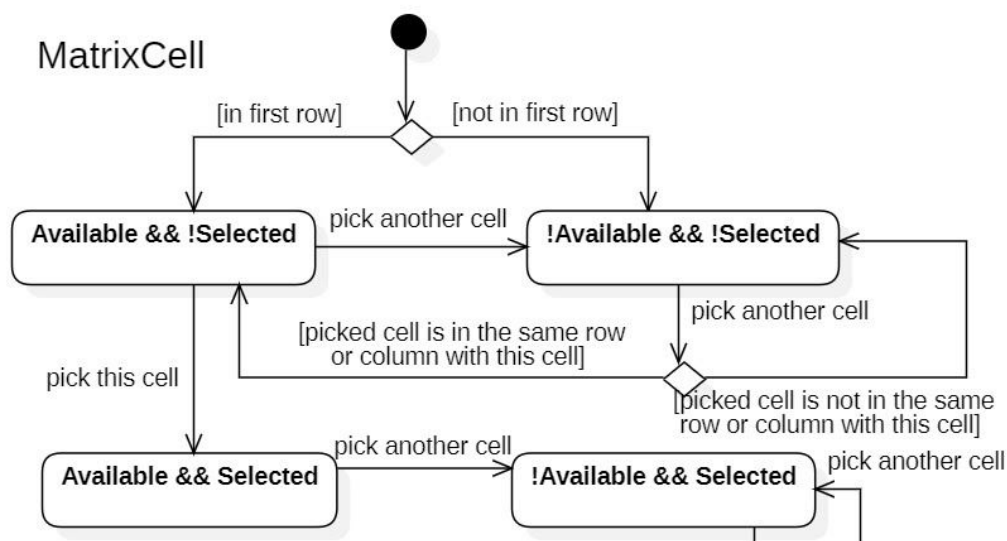 MatrixCell
[in first row]
[not in first row]
Available && !Selected
pick another cell
!Available && !Selected
pick another cell
[picked cell is in the same row
or column with this cell]
pick this cell
[picked cell is not in the same
row or column with this cell]
Available && Selected
pick another cell
!Available && Selected
pick another cell